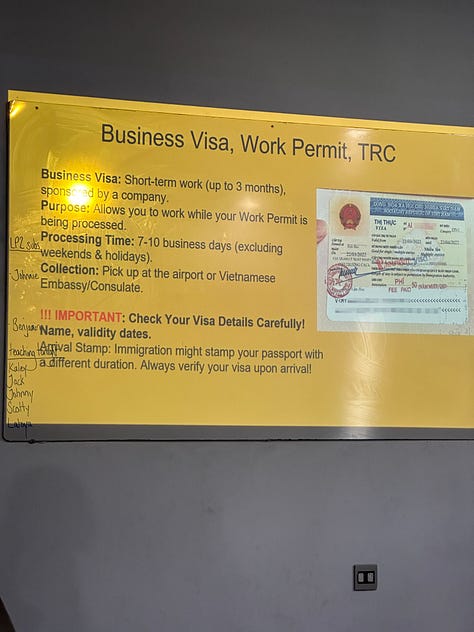 Business Visa, Work Permit, TRC
Business Visa: Short-term work (up to 3 months),
sponsored by a company.
Purpose: Allows you to work while your Work Permit is
being processed.
Processing Time: 7-10 business days (excluding
weekends & holidays).
Collection: Pick up at the airport or Vietnamese
Embassy/Consulate.
!!! IMPORTANT: Check Your Visa Details Carefully!
Name, validity dates.
Arrival Stamp: Immigration might stamp your passport with
a different duration. Always verify your visa upon arrival!
LP2 subs
Johnnie
teaching
Kaley
Jack
Johnny
Scotty
VISA
THỊ THỰC
PHÍ